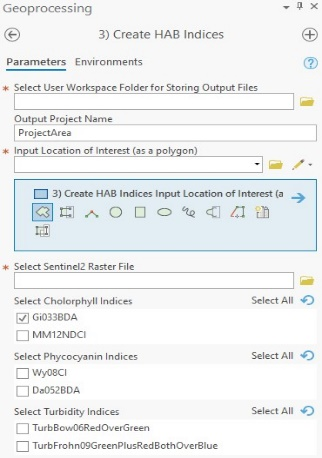 Geoprocessing
3) Create HAB Indices
Parameters Environments
* Select User Workspace Folder for Storing Output Files
Output Project Name
ProjectArea
* Input Location of Interest (as a polygon)
3) Create HAB Indices Input Location of Interest (a
* Select Sentinel2 Raster File
Select Cholorphyll Indices Select All
Gi033BDA
MM12NDCI
Select Phycocyanin Indices Select All
Wy08CI
Da052BDA
Select Turbidity Indices Select All
TurbBow06RedOverGreen
TurbFrohn09GreenPlusRedBothOverBlue